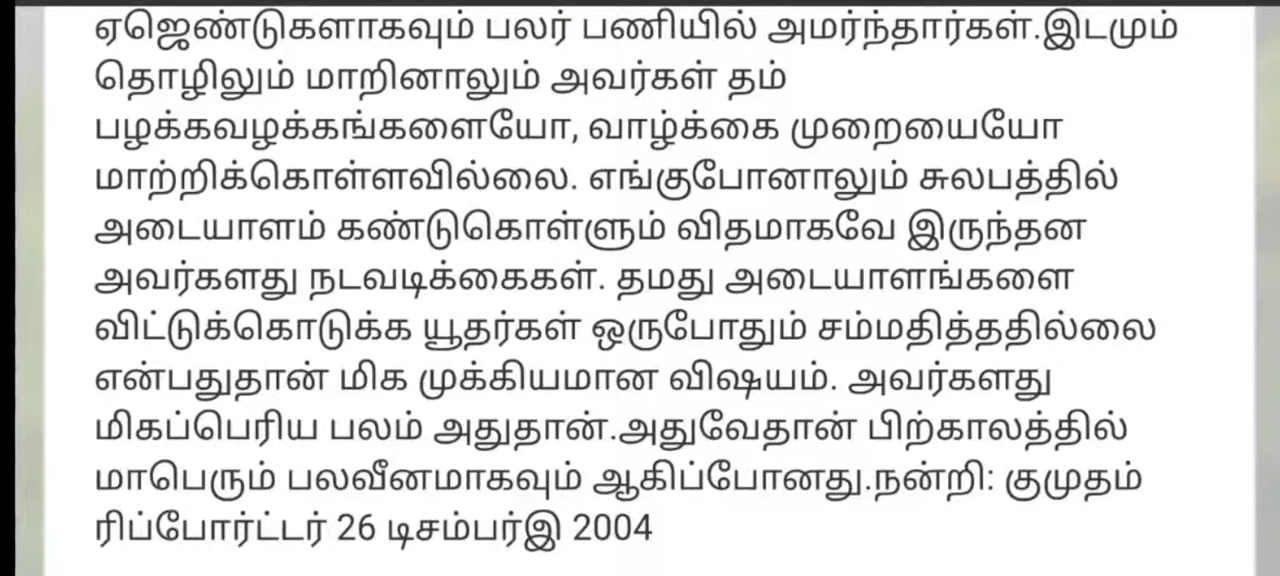 ஏஜெண்டுகளாகவும் பலர் பணியில் அமர்ந்தார்கள்.இடமும்
தொழிலும் மாறினாலும் அவர்கள் தம்
பழக்கவழக்கங்களையோ, வாழ்க்கை முறையையோ
மாற்றிக்கொள்ளவில்லை. எங்குபோனாலும் சுலபத்தில்
அடையாளம் கண்டுகொள்ளும் விதமாகவே இருந்தன
அவர்களது நடவடிக்கைகள். தமது அடையாளங்களை
விட்டுக்கொடுக்க யூதர்கள் ஒருபோதும் சம்மதித்ததில்லை
என்பதுதான் மிக முக்கியமான விஷயம். அவர்களது
மிகப்பெரிய பலம் அதுதான்.அதுவேதான் பிற்காலத்தில்
மாபெரும் பலவீனமாகவும் ஆகிப்போனது.நன்றி: குமுதம்
ரிப்போர்ட்டர் 26 டிசம்பர்இ 2004